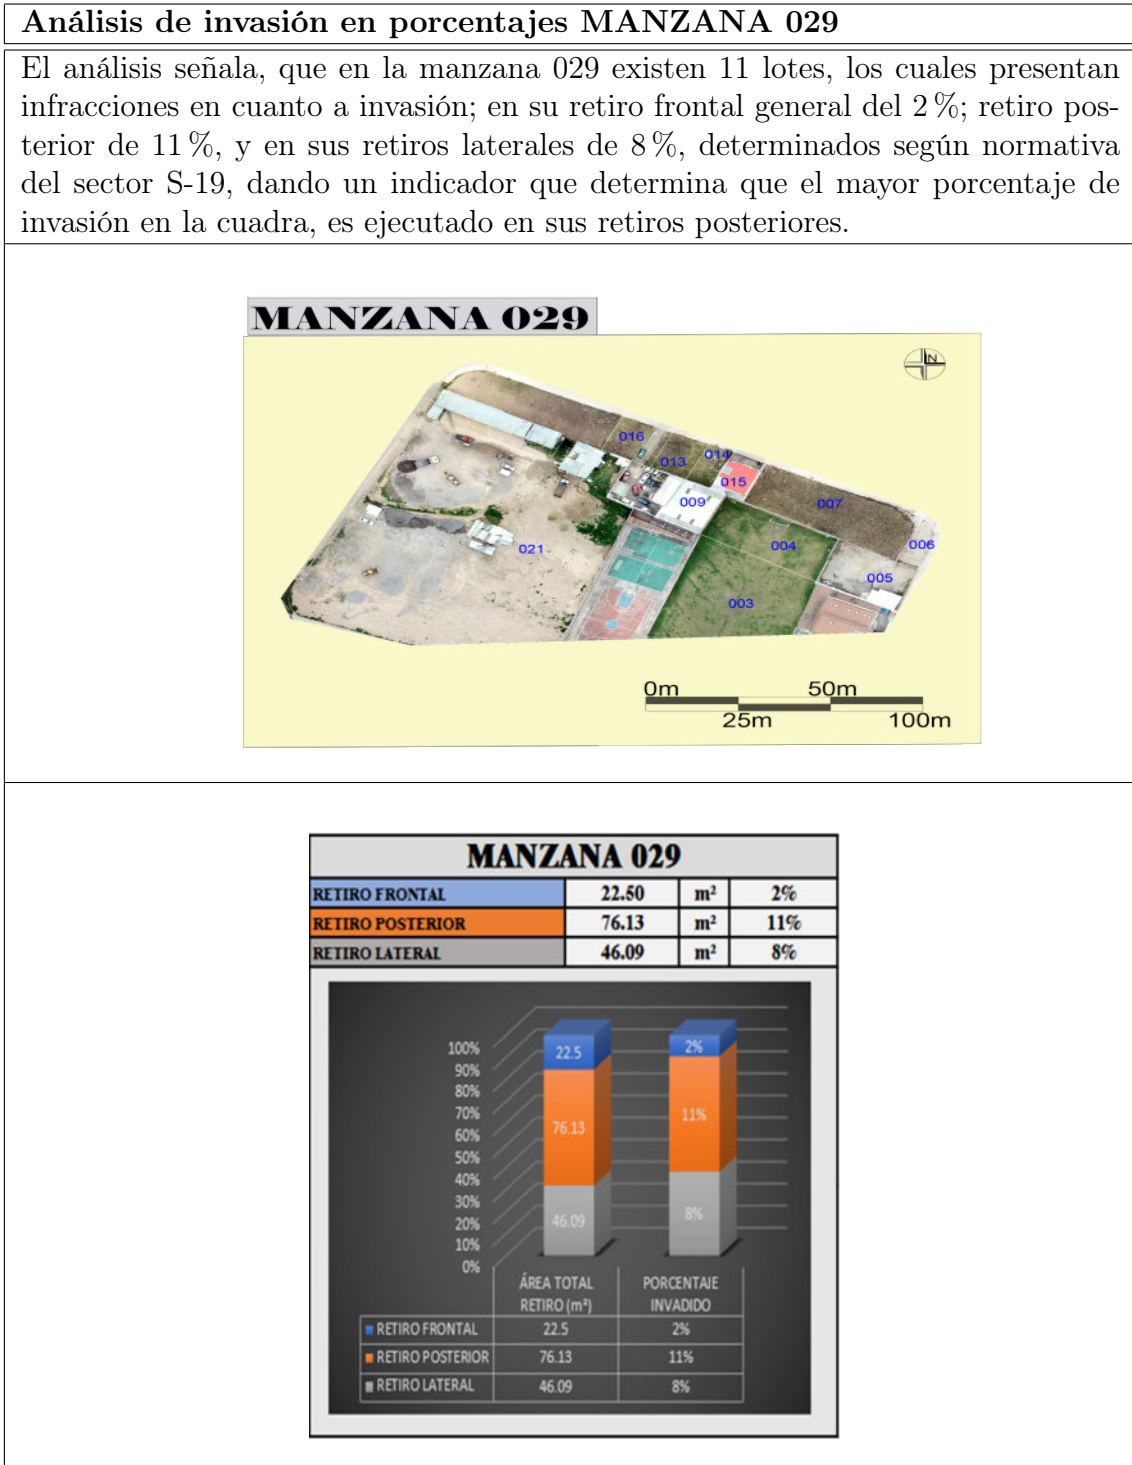 Análisis de invasión en porcentajes MANZANA 029
El análisis señala, que en la manzana 029 existen 11 lotes, los cuales presentan
infracciones en cuanto a invasión; en su retiro frontal general del 2 %; retiro pos-
terior de 11 %, y en sus retiros laterales de 8 %, determinados según normativa
del sector S-19, dando un indicador que determina que el mayor porcentaje de
invasión en la cuadra, es ejecutado en sus retiros posteriores.
MANZANA 029
N
016
013
014
015
009
007
004
006
021
005
003
0m 50m
25m 100m
MANZANA 029
RETIRO FRONTAL 22.50 m² 2%
RETIRO POSTERIOR 76.13 m² 11%
RETIRO LATERAL 46.09 m² 8%
100%
90%
80%
70%
60%
50%
40%
30%
20%
10%
0%
22.5 2%
76.13 11%
46.09 8%
ÁREA TOTAL PORCENTAJE
RETIRO (m²) INVADIDO
RETIRO FRONTAL 22.5 2%
RETIRO POSTERIOR 76.13 11%
RETIRO LATERAL 46.09 8%